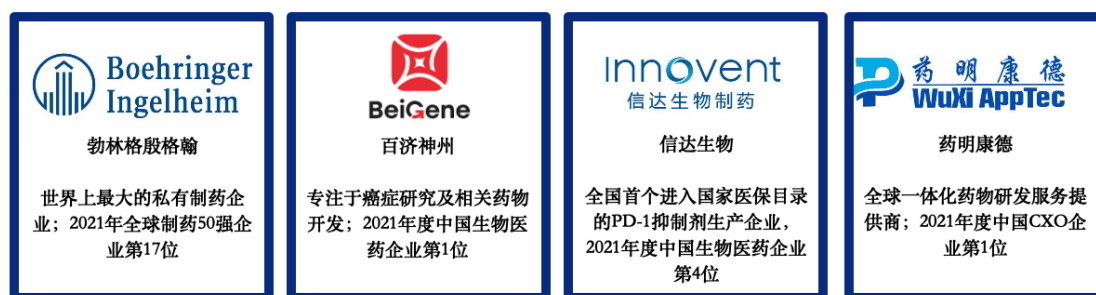 Boehringer
Ingelheim
勃林格殷格翰
世界上最大的私有制药企
业；2021年全球制药50强企
业第17位
BeiGene
百济神州
专注于癌症研究及相关药物
开发；2021年度中国生物医
药企业第1位
Innovent
信达生物制药
信达生物
全国首个进入国家医保目录
的PD-1抑制剂生产企业，
2021年度中国生物医药企业
第4位
药明康德
WuXi AppTec
药明康德
全球一体化药物研发服务提
供商；2021年度中国CXO企
业第1位